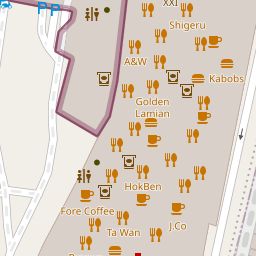 XXI
P P
Shigeru
A&W
Kabobs
Golden
Lamian
HokBen
Fore Coffee
J.Co
Ta Wan